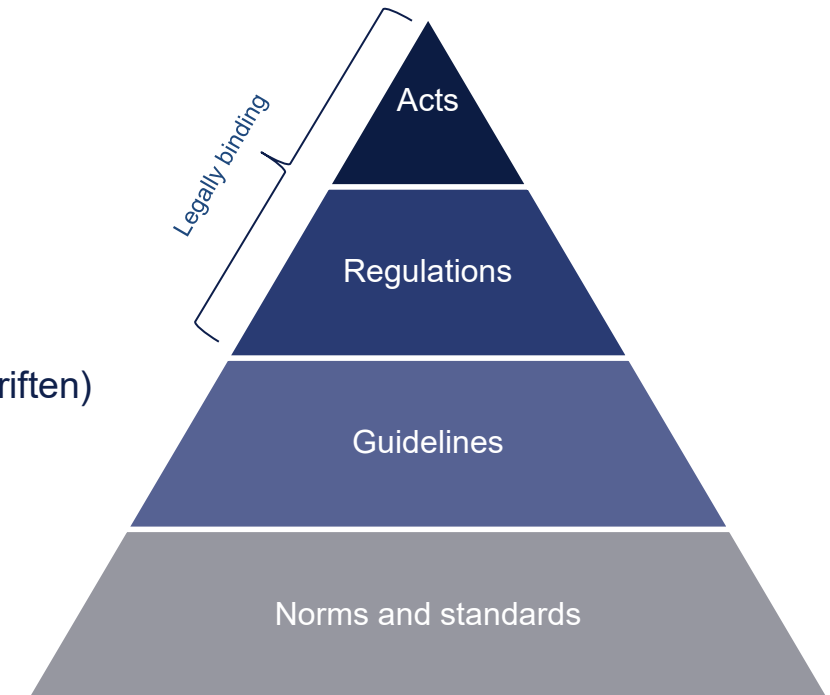 Acts
Legally binding
Regulations
riften)
Guidelines
Norms and standards